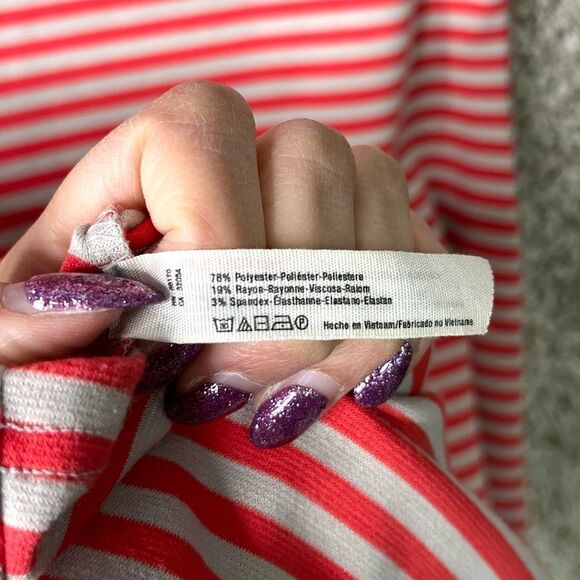 78% Polyester-Poliéster-Poliestere
19% Rayon-Rayonne-Viscosa-Raiom
3% Spandex-Élasthanne-Elastano-Elastan
Hecho en Vietnam/Fabricado no Vietname